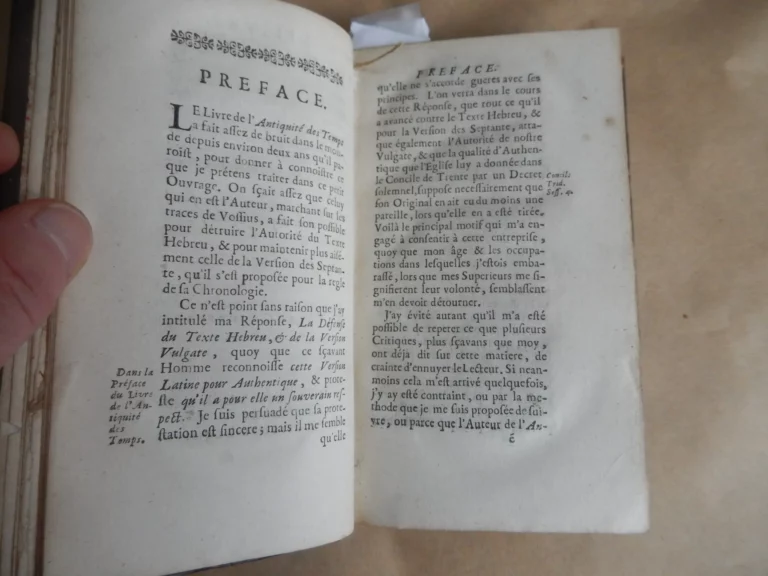 PREFACE.
LE Livre de l'Antiquité des Temps
a fait assez de bruit dans le mon-
de depuis environ deux ans qu'il pa-
roist, pour donner à connoistre ce
que je prétens traiter dans ce petit
Ouvrage. On sçait assez que celuy
qui en est l'Auteur, marchant sur les
traces de Vossius, a fait son possible
pour détruire l'Autorité du Texte
Hebreu, & pour maintenir plus aisé-
ment celle de la Version des Septan-
te, qu'il s'est proposée pour la regle
de sa Chronologie.
Ce n'est point sans raison que j'ay
intitulé ma Réponse, La Défense
du Texte Hebreu, & de la Version
Vulgate, quoy que ce sçavant
Homme reconnoisse cette Version
Latine pour Authentique, & prote-
ste qu'il a pour elle un souverain res-
pect. Je suis persuadé que sa prote-
station est sincere; mais il me semble
qu'elle
Dans la
Préface
du Livre
de l'An-
tiquité
des
Temps.
PREFACE.
qu'elle ne s'accorde gueres avec ses
principes. L'on verra dans le cours
de cette Réponse, que tout ce qu'il
a avancé contre le Texte Hebreu, &
pour la Version des Septante, atta-
que également l'Autorité de nostre
Vulgate, & que la qualité d'Authen-
tique que l'Eglise luy a donnée dans
le Concile de Trente par un Decret
solemnel, suppose necessairement que
son Original en ait eu du moins une
pareille, lors qu'elle en a esté tirée.
Voilà le principal motif qui m'a en-
gagé à consentir à cette entreprise,
quoy que mon âge & les occupa-
tions dans lesquelles j'estois emba-
rassé, lors que mes Superieurs me si-
gnifierent leur volonté, semblassent
m'en devoir détourner.
J'ay évité autant qu'il m'a esté
possible de repeter ce que plusieurs
Critiques, plus sçavans que moy,
ont déjà dit sur cette matiere, de
crainte d'ennuyer le Lecteur. Si nean-
moins cela m'est arrivé quelquefois,
j'y ay esté contraint, ou par la me-
thode que je me suis proposée de sui-
vre, ou parce que l'Auteur de l'An-
é
Concile
Trid.
Sess. 4.